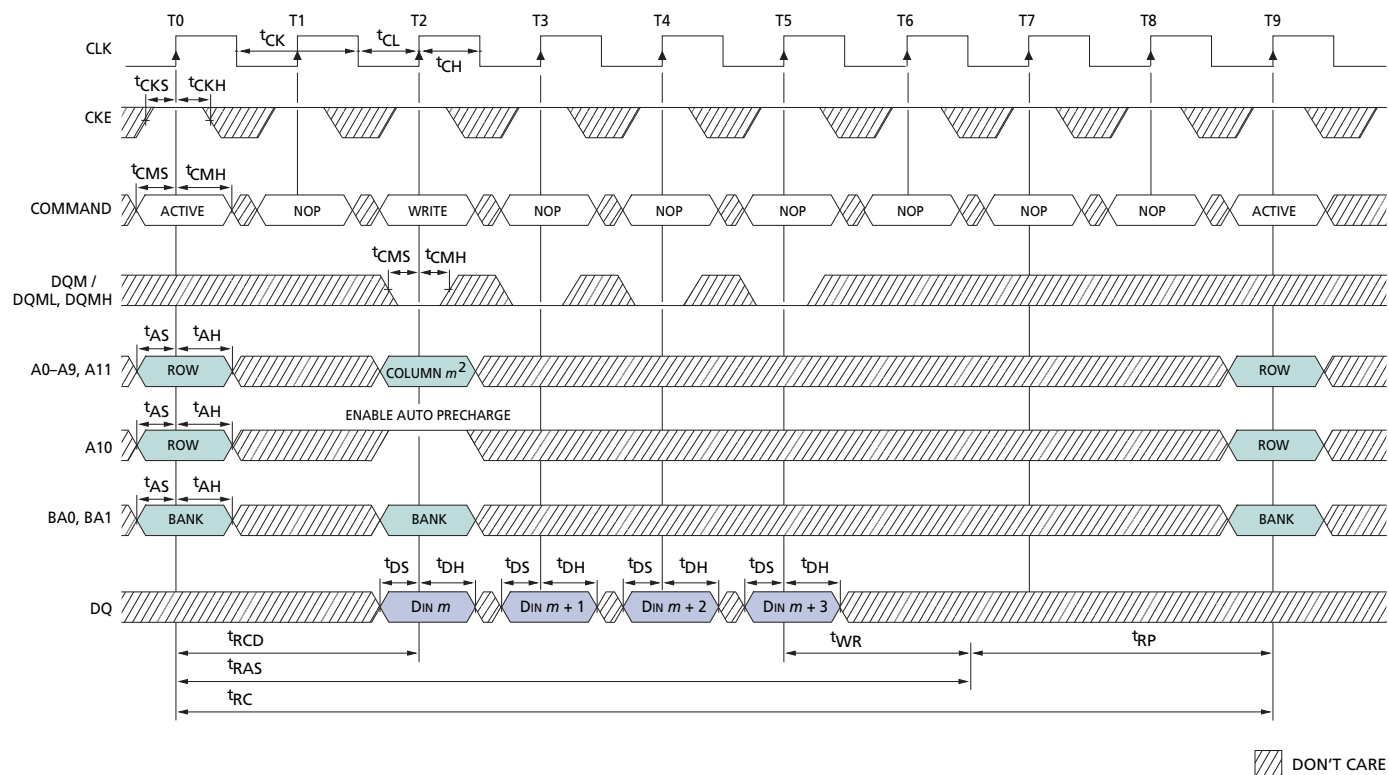 T0 T1 T2 T3 T4 T5 T6 T7 T8 T9
CLK
tCK tCL
tCH
tCKS tCKH
CKE
tCMS tCMH
COMMAND ACTIVE NOP WRITE NOP NOP NOP NOP NOP NOP ACTIVE
tCMS tCMH
DQM /
DQML, DQMH
tAS tAH
A0–A9, A11 ROW COLUMN m2 ROW
ENABLE AUTO PRECHARGE
tAS tAH
A10 ROW ROW
tAS tAH
BA0, BA1 BANK BANK BANK
tDS tDH tDS tDH tDS tDH tDS tDH
DQ DIN m DIN m + 1 DIN m + 2 DIN m + 3
tRCD tWR tRP
tRAS
tRC
DON'T CARE